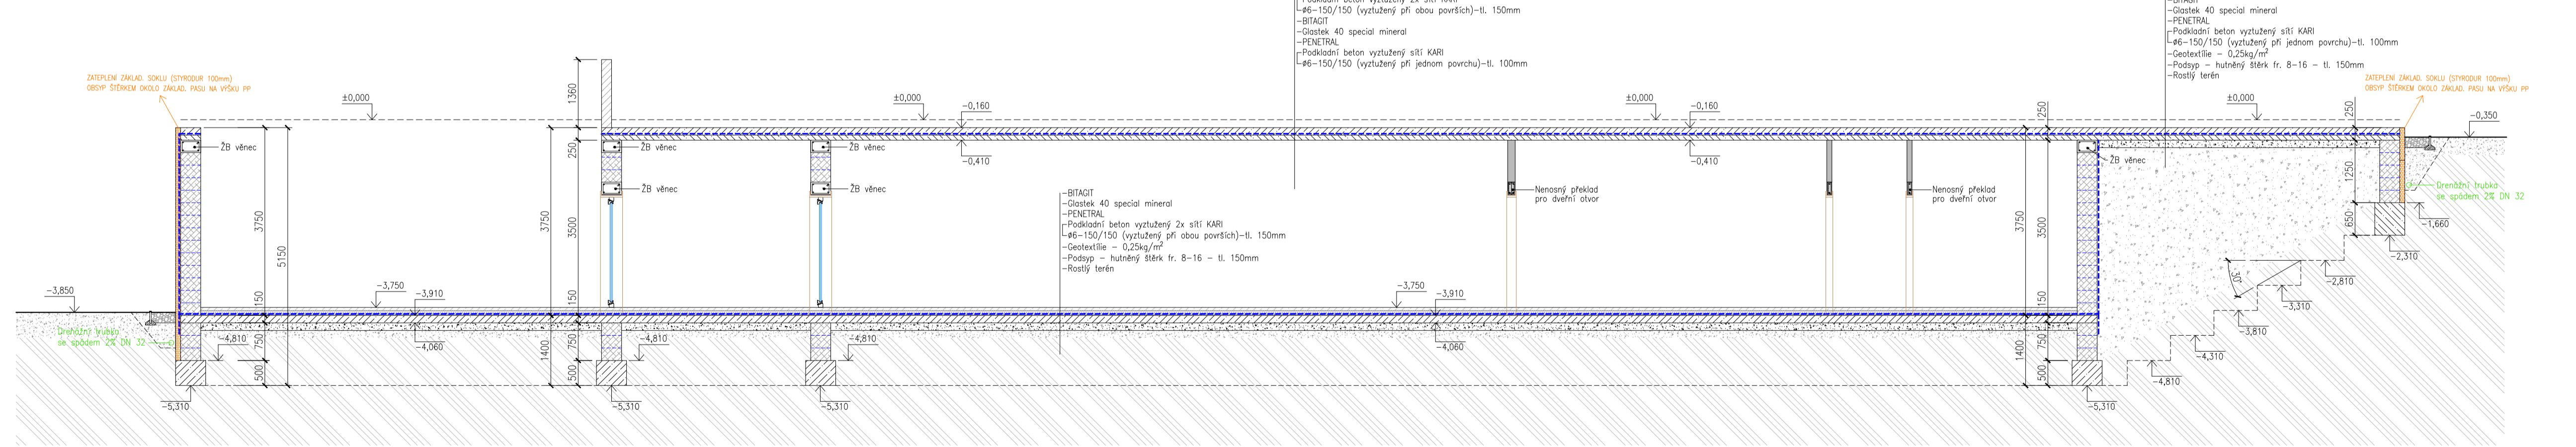 Podkladní beton vyztužený 2x sítí KARI
ø6-150/150 (vyztužený při obou površích)-tl. 150mm
-BITAGIT
-Glastek 40 special mineral
-PENETRAL
Podkladní beton vyztužený sítí KARI
ø6-150/150 (vyztužený při jednom povrchu)-tl. 100mm
-BITAGIT
-Glastek 40 special mineral
-PENETRAL
Podkladní beton vyztužený sítí KARI
ø6-150/150 (vyztužený při jednom povrchu)-tl. 100mm
-Geotextílie - 0,25kg/m²
-Podsyp - hutněný štěrk fr. 8-16 - tl. 150mm
-Rostlý terén
ZATEPLENÍ ZÁKLAD. SOKLU (STYRODUR 100mm)
OBSYP ŠTĚRKEM OKOLO ZÁKLAD. PASU NA VÝŠKU PP
ZATEPLENÍ ZÁKLAD. SOKLU (STYRODUR 100mm)
OBSYP ŠTĚRKEM OKOLO ZÁKLAD. PASU NA VÝŠKU PP
±0,000
1360
±0,000
-0,160
±0,000
-0,160
250
±0,000
250
-0,350
ŽB věnec
250
ŽB věnec
ŽB věnec
-0,410
-0,410
ŽB věnec
ŽB věnec
ŽB věnec
Nenosný překlad
pro dveřní otvor
Nenosný překlad
pro dveřní otvor
1250
Drenážní trubka
se spádem 2% DN 32
3750
5150
3750
3500
-BITAGIT
-Glastek 40 special mineral
-PENETRAL
Podkladní beton vyztužený 2x sítí KARI
ø6-150/150 (vyztužený při obou površích)-tl. 150mm
-Geotextílie - 0,25kg/m²
-Podsyp - hutněný štěrk fr. 8-16 - tl. 150mm
-Rostlý terén
3750
3500
650
-1,660
-2,310
30°
-2,810
-3,310
-3,810
-4,310
-4,810
-3,850
-3,750
-3,910
150
150
-3,750
-3,910
150
Drenážní trubka
se spádem 2% DN 32
-4,810
750
-4,060
1400
750
-4,810
-4,810
-4,060
1400
750
500
500
500
-5,310
-5,310
-5,310
-5,310